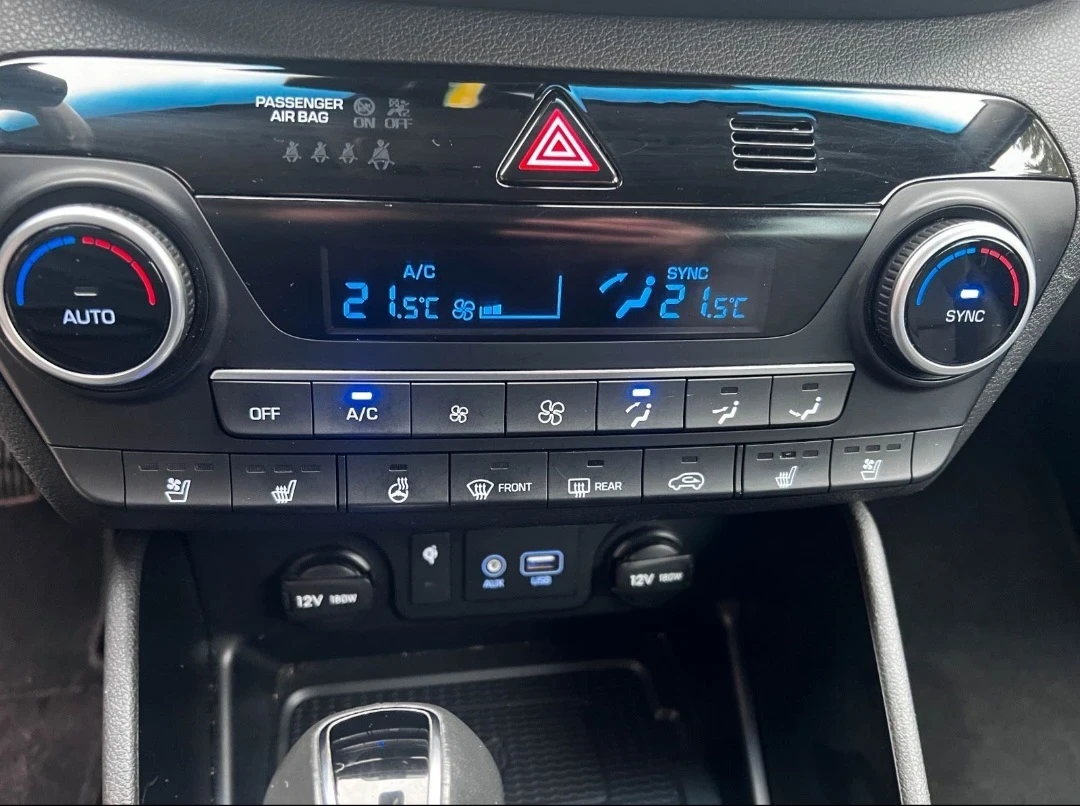 PASSENGER
AIR BAG
ON OFF
A/C
21.5°C
SYNC
21.5°C
AUTO
SYNC
OFF
A/C
FRONT
REAR
12V 180W
AUX
USB
12V 180W